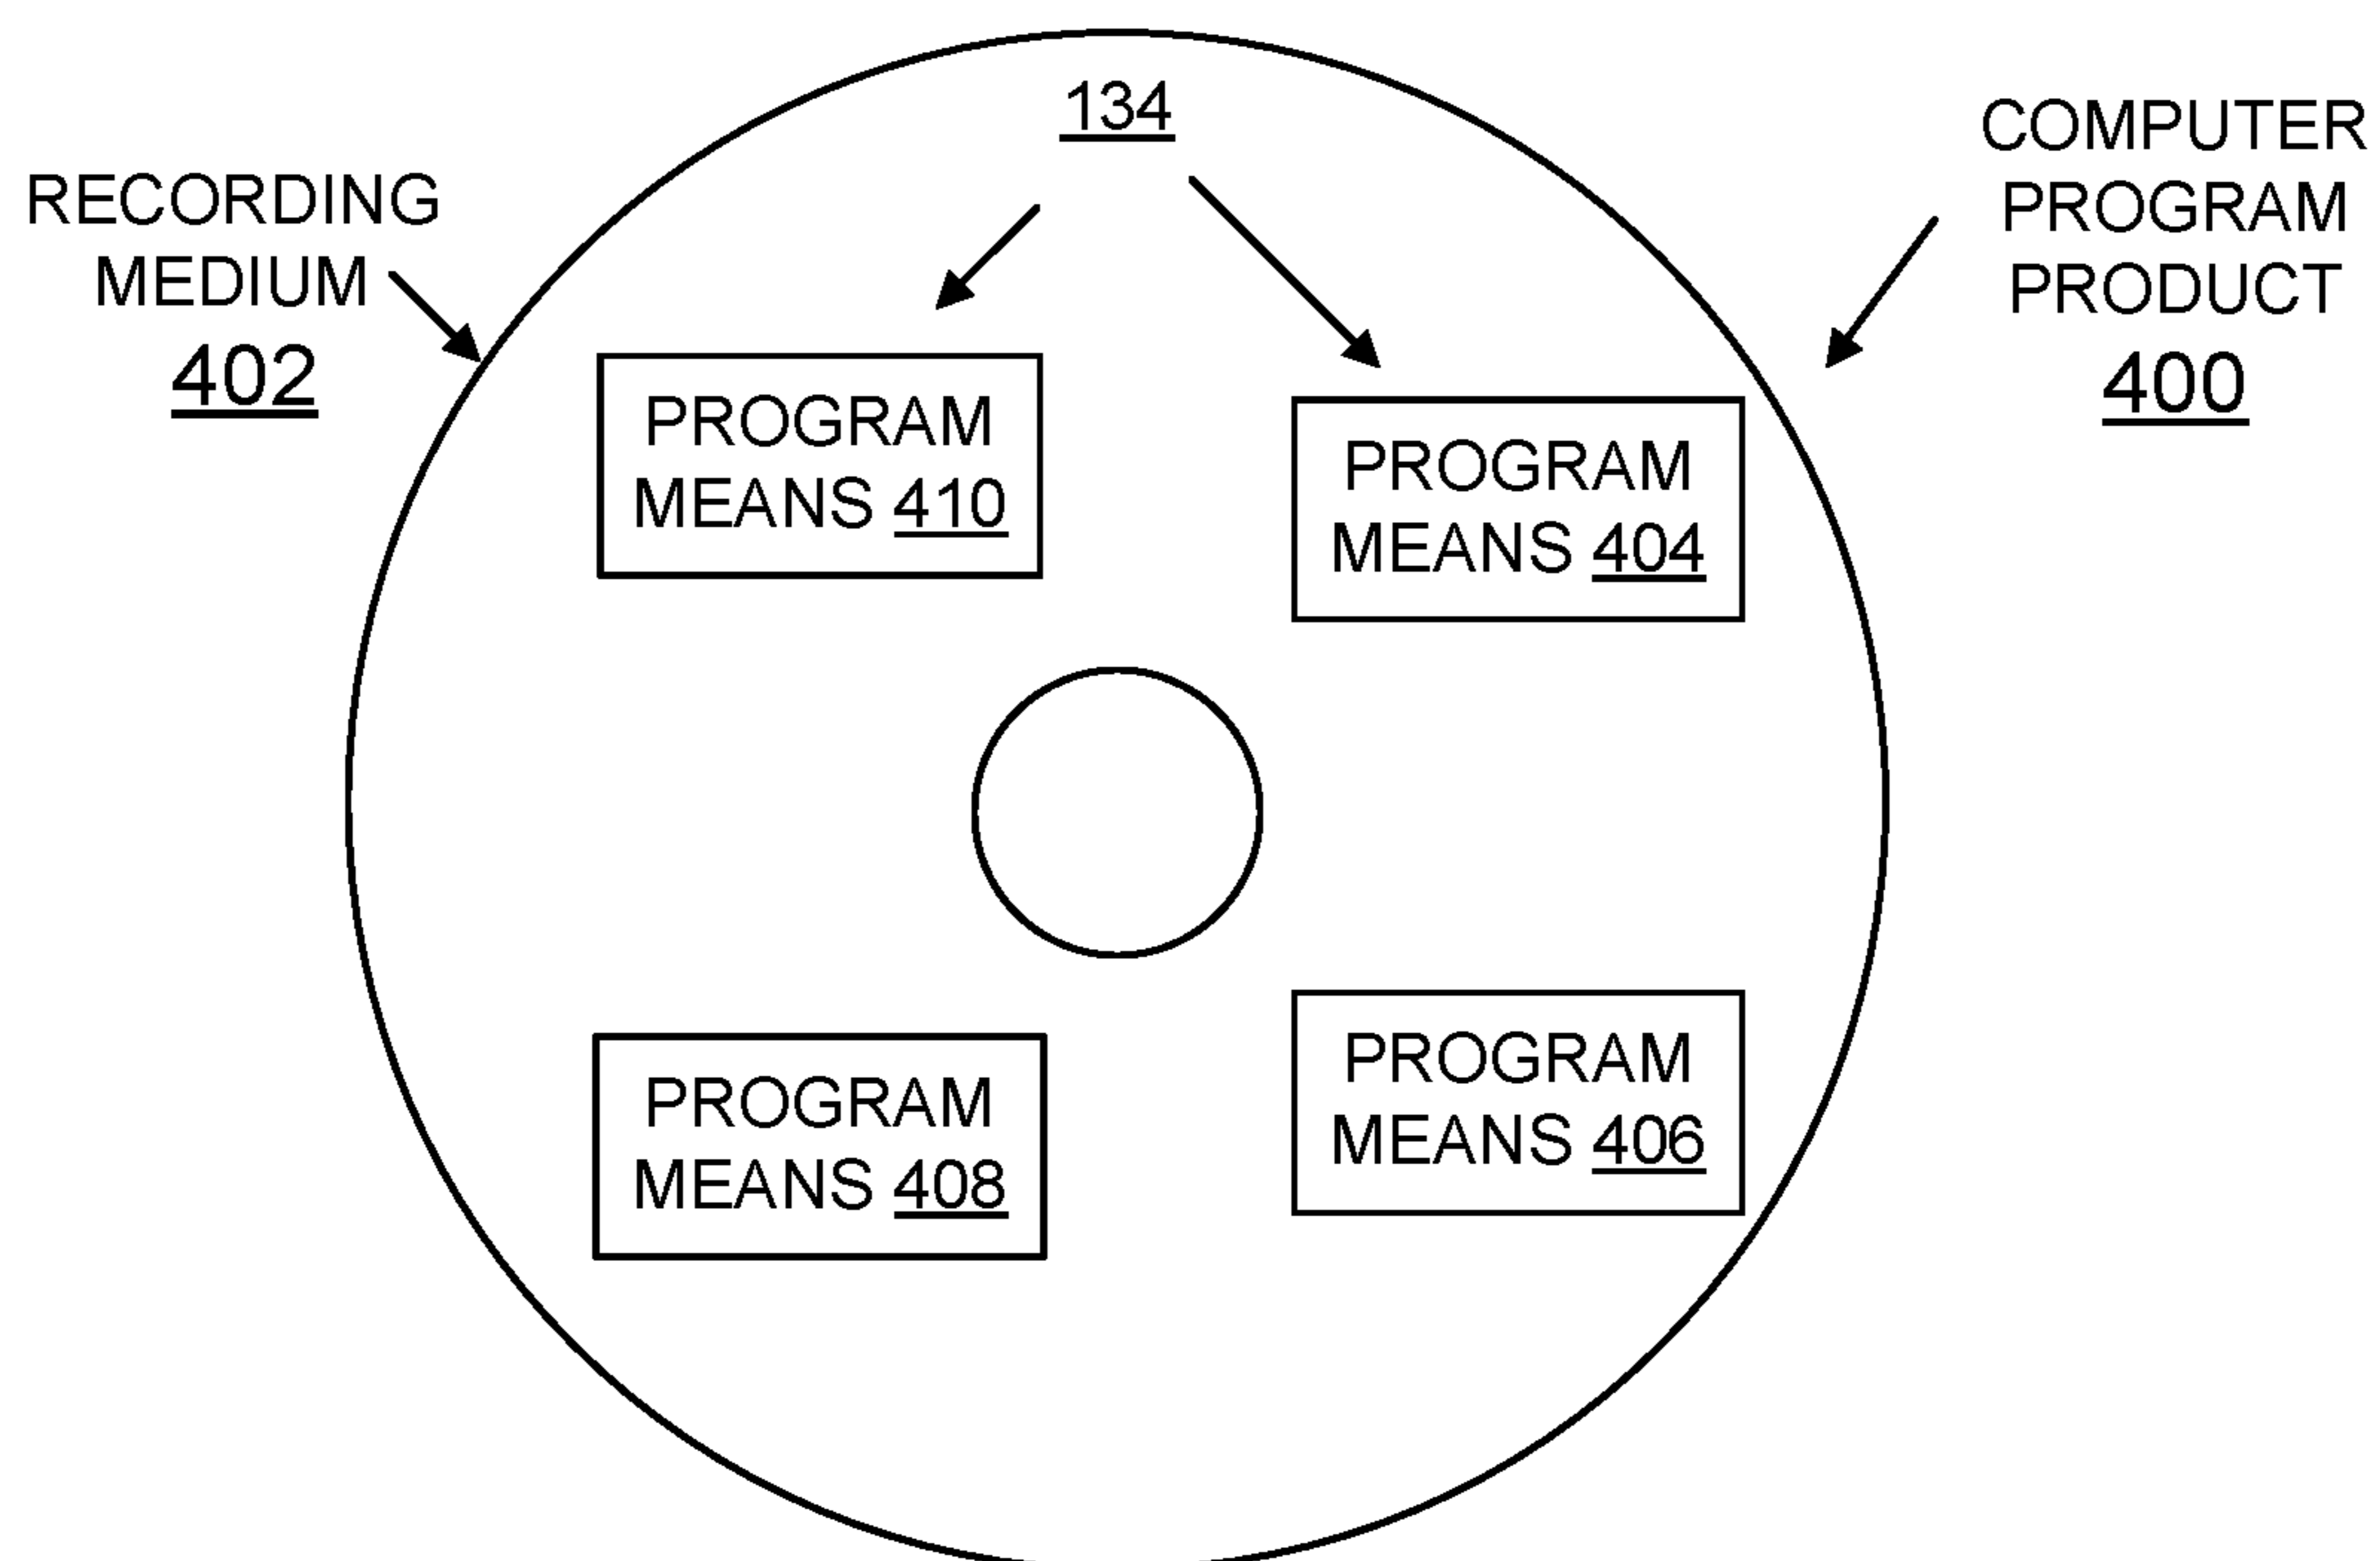 134
RECORDING
MEDIUM
402
COMPUTER
PROGRAM
PRODUCT
400
PROGRAM
MEANS 410
PROGRAM
MEANS 404
PROGRAM
MEANS 408
PROGRAM
MEANS 406